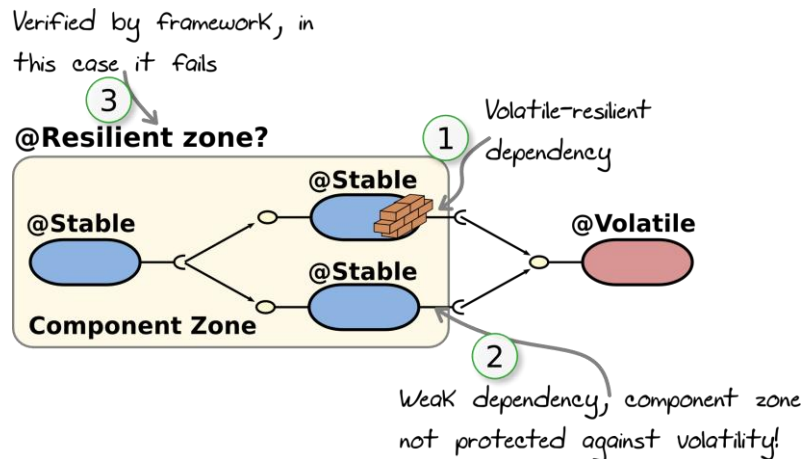 Verified by framework, in
this case it fails
3
@Resilient zone?
1
Volatile-resilient
dependency
@Stable
@Stable
@Volatile
@Stable
Component Zone
2
Weak dependency, component zone
not protected against volatility!